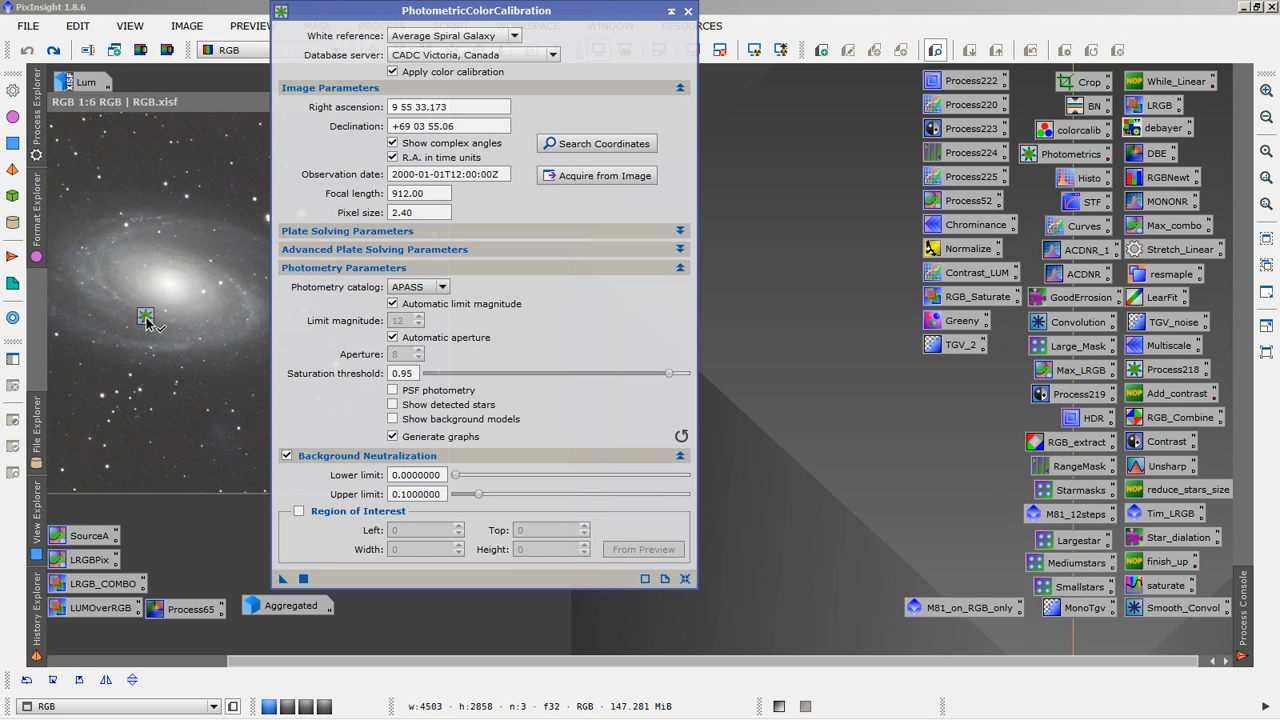 PixInsight 1.8.6
FILE EDIT VIEW IMAGE PREVIEW MASK PROCESS SCRIPT WORKSPACE WINDOW RESOURCES
RGB
Lum
RGB 1:6 RGB | RGB.xisf
Process Explorer
Format Explorer
File Explorer
View Explorer
History Explorer
PhotometricColorCalibration
White reference: Average Spiral Galaxy
Database server: CADC Victoria, Canada
Apply color calibration
Image Parameters
Right ascension: 9 55 33.173
Declination: +69 03 55.06
Show complex angles
Search Coordinates
R.A. in time units
Observation date: 2000-01-01T12:00:00Z
Acquire from Image
Focal length: 912.00
Pixel size: 2.40
Plate Solving Parameters
Advanced Plate Solving Parameters
Photometry Parameters
Photometry catalog: APASS
Automatic limit magnitude
Limit magnitude: 12
Automatic aperture
Aperture: 8
Saturation threshold: 0.95
PSF photometry
Show detected stars
Show background models
Generate graphs
Background Neutralization
Lower limit: 0.0000000
Upper limit: 0.1000000
Region of Interest
Left: 0 Top: 0
Width: 0 Height: 0 From Preview
SourceA
LRGBPix
LRGB_COMBO
LUMOverRGB Process65
Aggregated
Process222 Crop While_Linear
Process220 BN LRGB
Process223 colorcalib debayer
Process224 Photometrics DBE
Process225 Histo RGBNewt
Process52 STF MONONR
Chrominance Curves Max_combo
Normalize ACDNR_1 Stretch_Linear
Contrast_LUM ACDNR resmaple
RGB_Saturate GoodErrosion LearFit
Greeny Convolution TGV_noise
TGV_2 Large_Mask Multiscale
Max_LRGB Process218
Process219 Add_contrast
HDR RGB_Combine
RGB_extract Contrast
RangeMask Unsharp
Starmasks reduce_stars_size
M81_12steps Tim_LRGB
Largestar Star_dialation
Mediumstars finish_up
Smallstars saturate
M81_on_RGB_only MonoTgv Smooth_Convol
Process Console
RGB
w:4503 · h:2858 · n:3 · f32 · RGB · 147.281 MiB